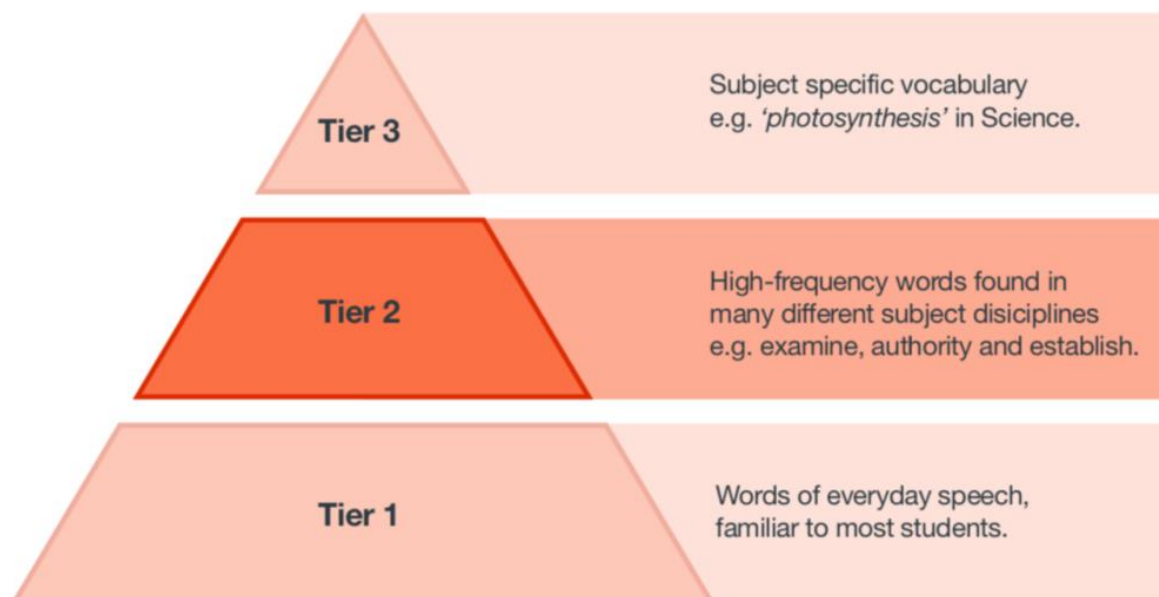 Tier 3
Subject specific vocabulary
e.g. ‘photosynthesis’ in Science.
Tier 2
High-frequency words found in
many different subject disiciplines
e.g. examine, authority and establish.
Tier 1
Words of everyday speech,
familiar to most students.